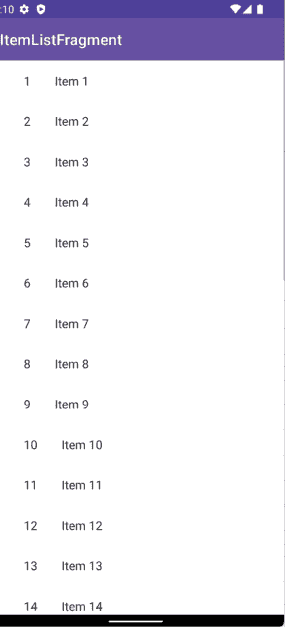 :10
ItemListFragment
1 Item 1
2 Item 2
3 Item 3
4 Item 4
5 Item 5
6 Item 6
7 Item 7
8 Item 8
9 Item 9
10 Item 10
11 Item 11
12 Item 12
13 Item 13
14 Item 14